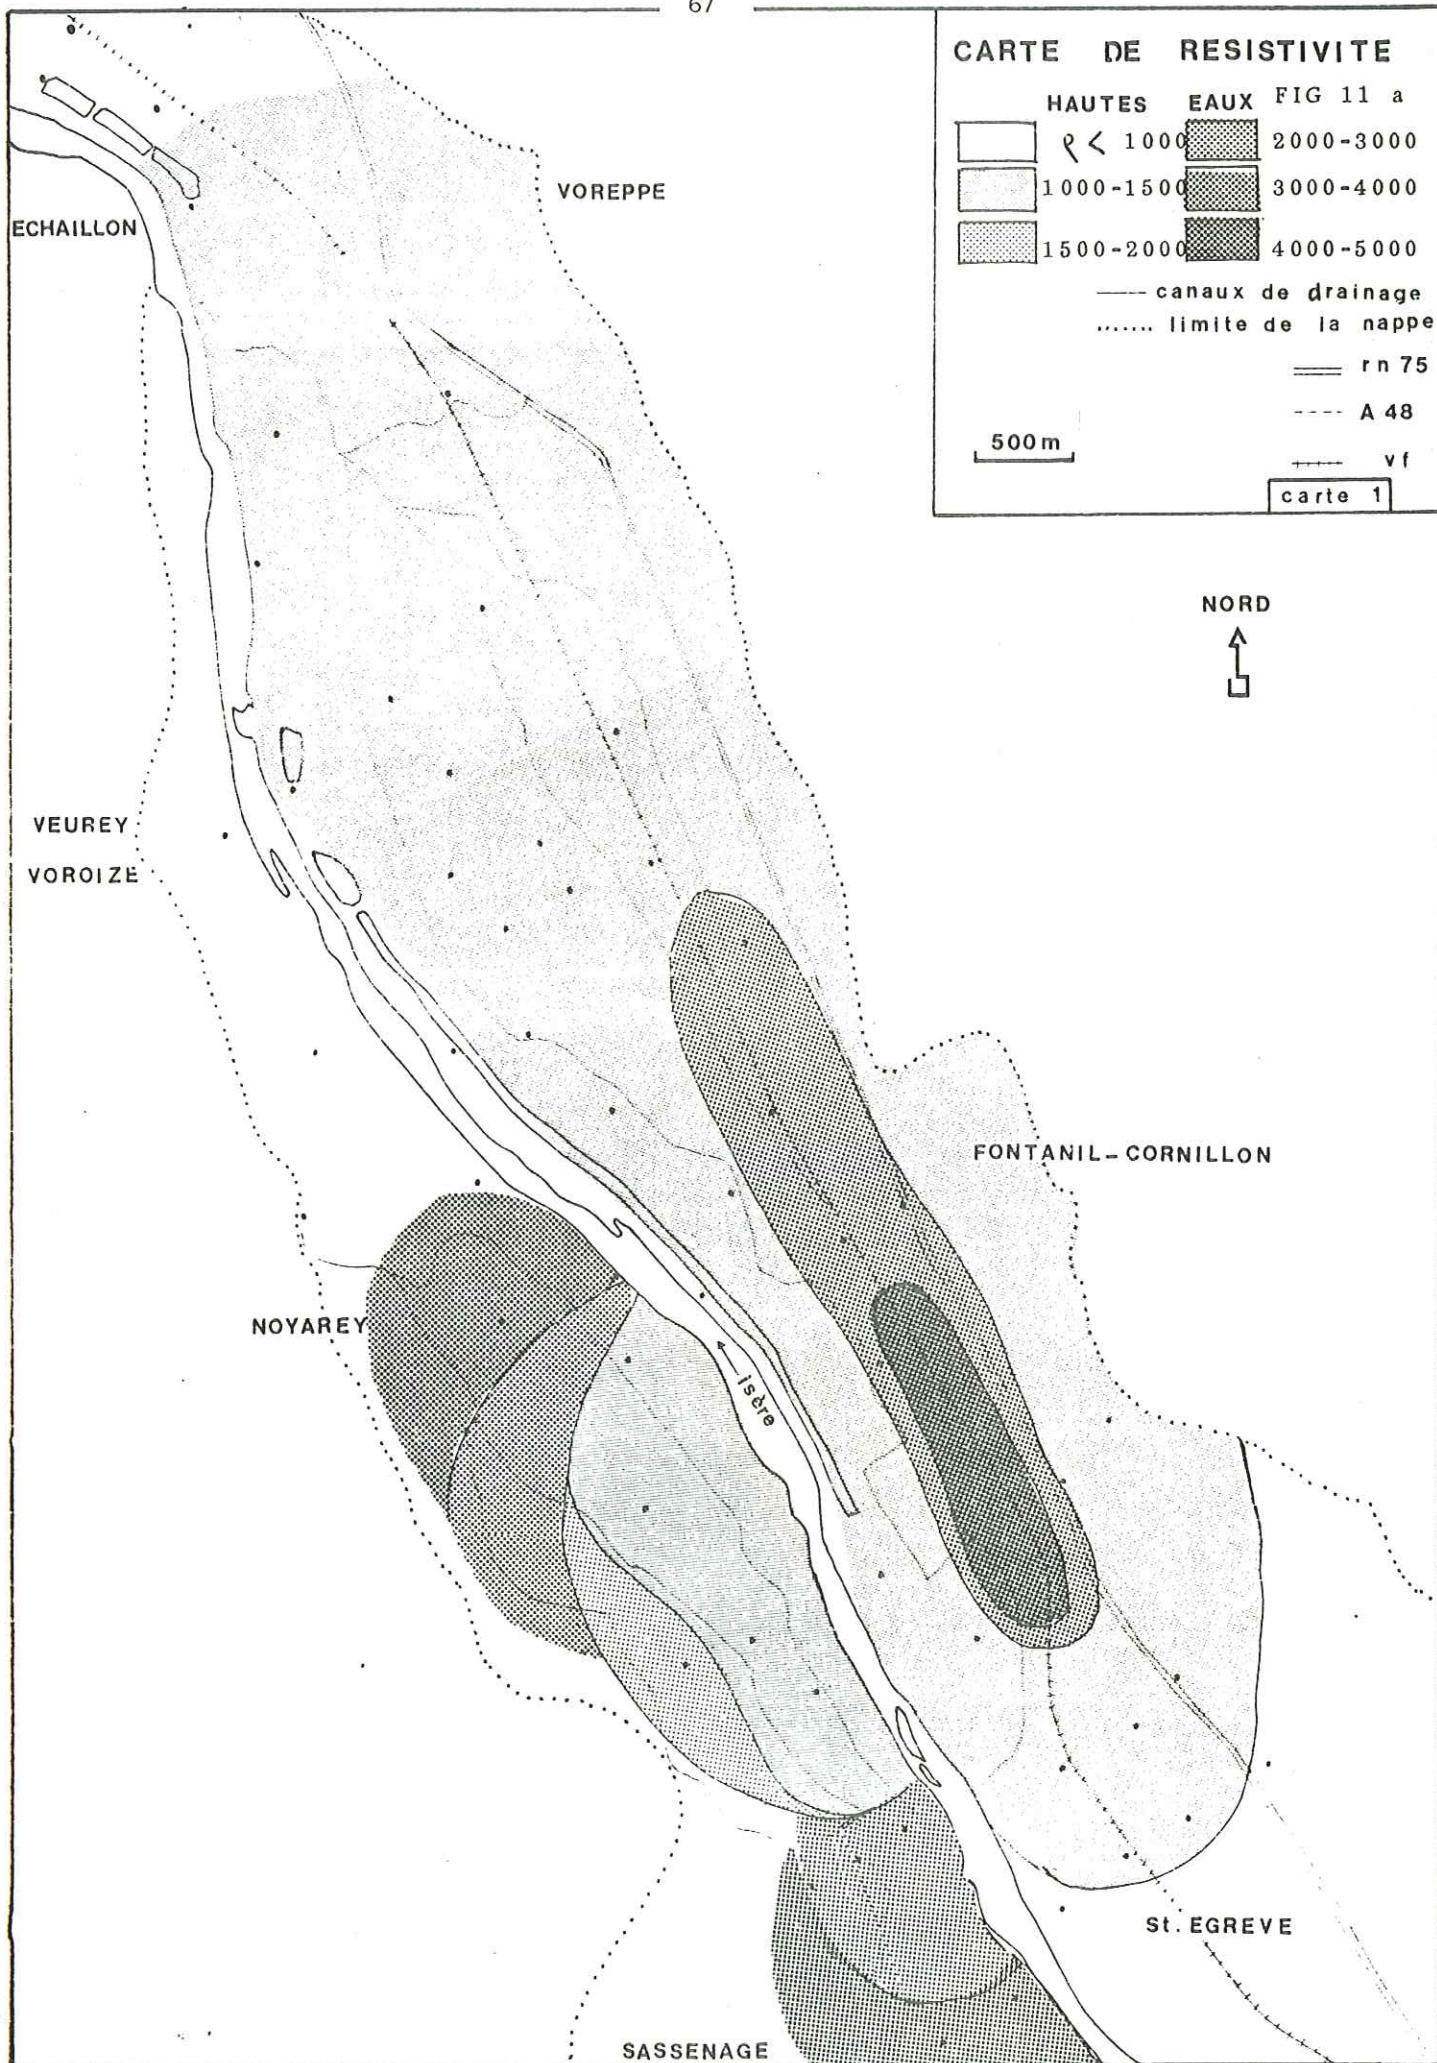 67
CARTE DE RESISTIVITE
HAUTES EAUX FIG 11 a
ρ < 1000 2000-3000
1000-1500 3000-4000
1500-2000 4000-5000
canaux de drainage
limite de la nappe
rn 75
A 48
500m
vf
carte 1
NORD
VOREPPE
ECHAILLON
VEUREY
VOROIZE
FONTANIL-CORNILLON
NOYAREY
isère
St. EGREVE
SASSENAGE